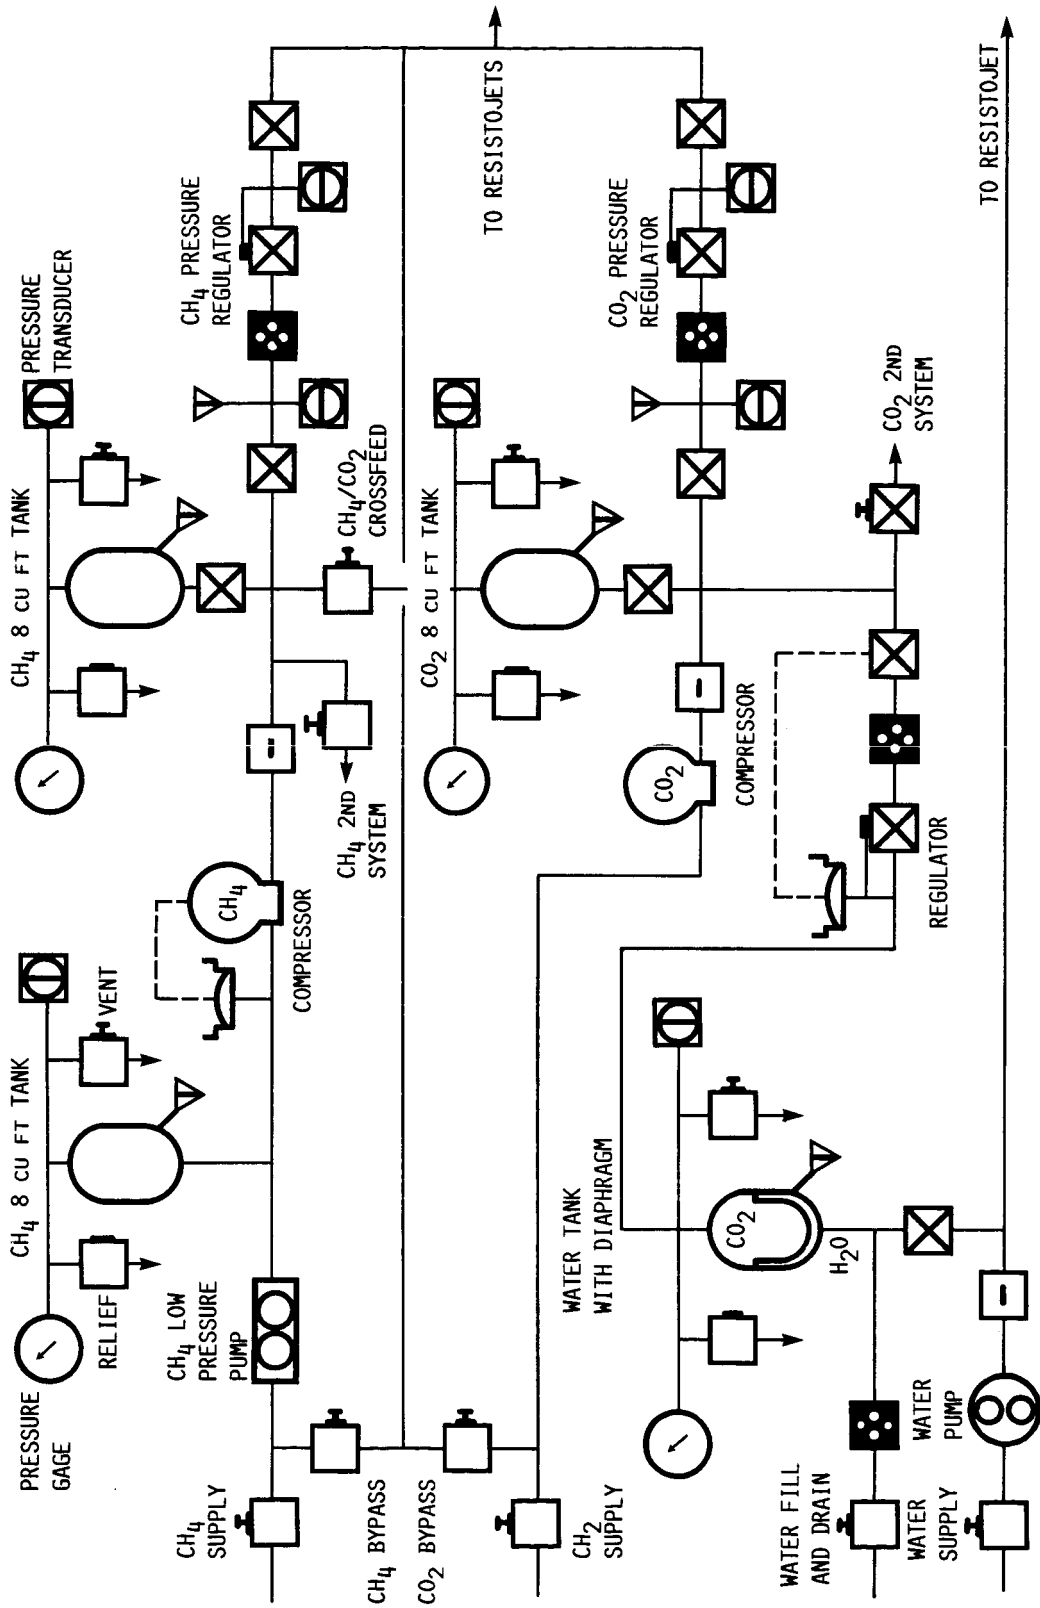 PRESSURE
GAGE
RELIEF
CH4 8 CU FT TANK
VENT
CH4 LOW
PRESSURE
PUMP
CH4
SUPPLY
CH4
COMPRESSOR
CH4 8 CU FT TANK
PRESSURE
TRANSDUCER
CH4 2ND
SYSTEM
CH4/CO2
CROSSFEED
CH4 PRESSURE
REGULATOR
TO RESISTOJETS
CH4 BYPASS
CO2 BYPASS
CH2
SUPPLY
CO2 8 CU FT TANK
CO2
COMPRESSOR
CO2 PRESSURE
REGULATOR
CO2 2ND
SYSTEM
REGULATOR
WATER TANK
WITH DIAPHRAGM
CO2
H2O
WATER FILL
AND DRAIN
WATER
SUPPLY
WATER
PUMP
TO RESISTOJET